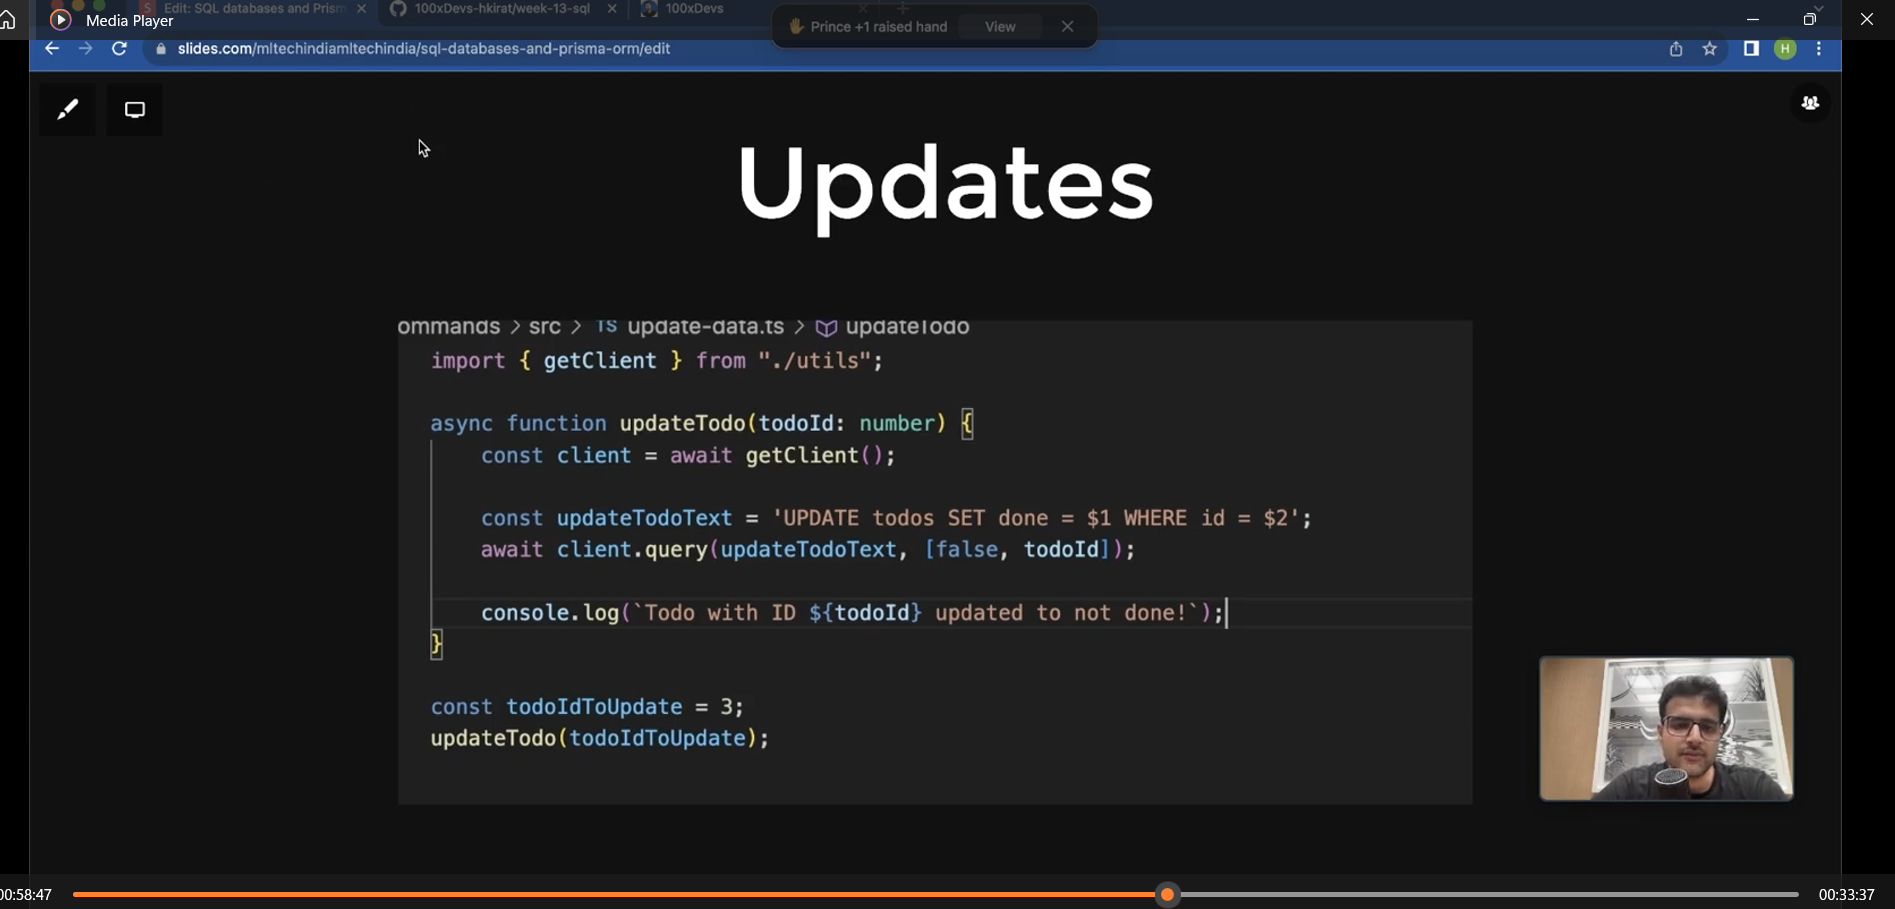 Media Player
Edit: SQL databases and Prism
100xDevs-hkirat/week-13-sql
100xDevs
Prince +1 raised hand
View
slides.com/mltechindiamltechindia/sql-databases-and-prisma-orm/edit
H
Updates
ommands > src > TS update-data.ts > updateTodo
import { getClient } from "./utils";
async function updateTodo(todoId: number) {
const client = await getClient();
const updateTodoText = 'UPDATE todos SET done = $1 WHERE id = $2';
await client.query(updateTodoText, [false, todoId]);
console.log(`Todo with ID ${todoId} updated to not done!`);
}
const todoIdToUpdate = 3;
updateTodo(todoIdToUpdate);
00:58:47
00:33:37